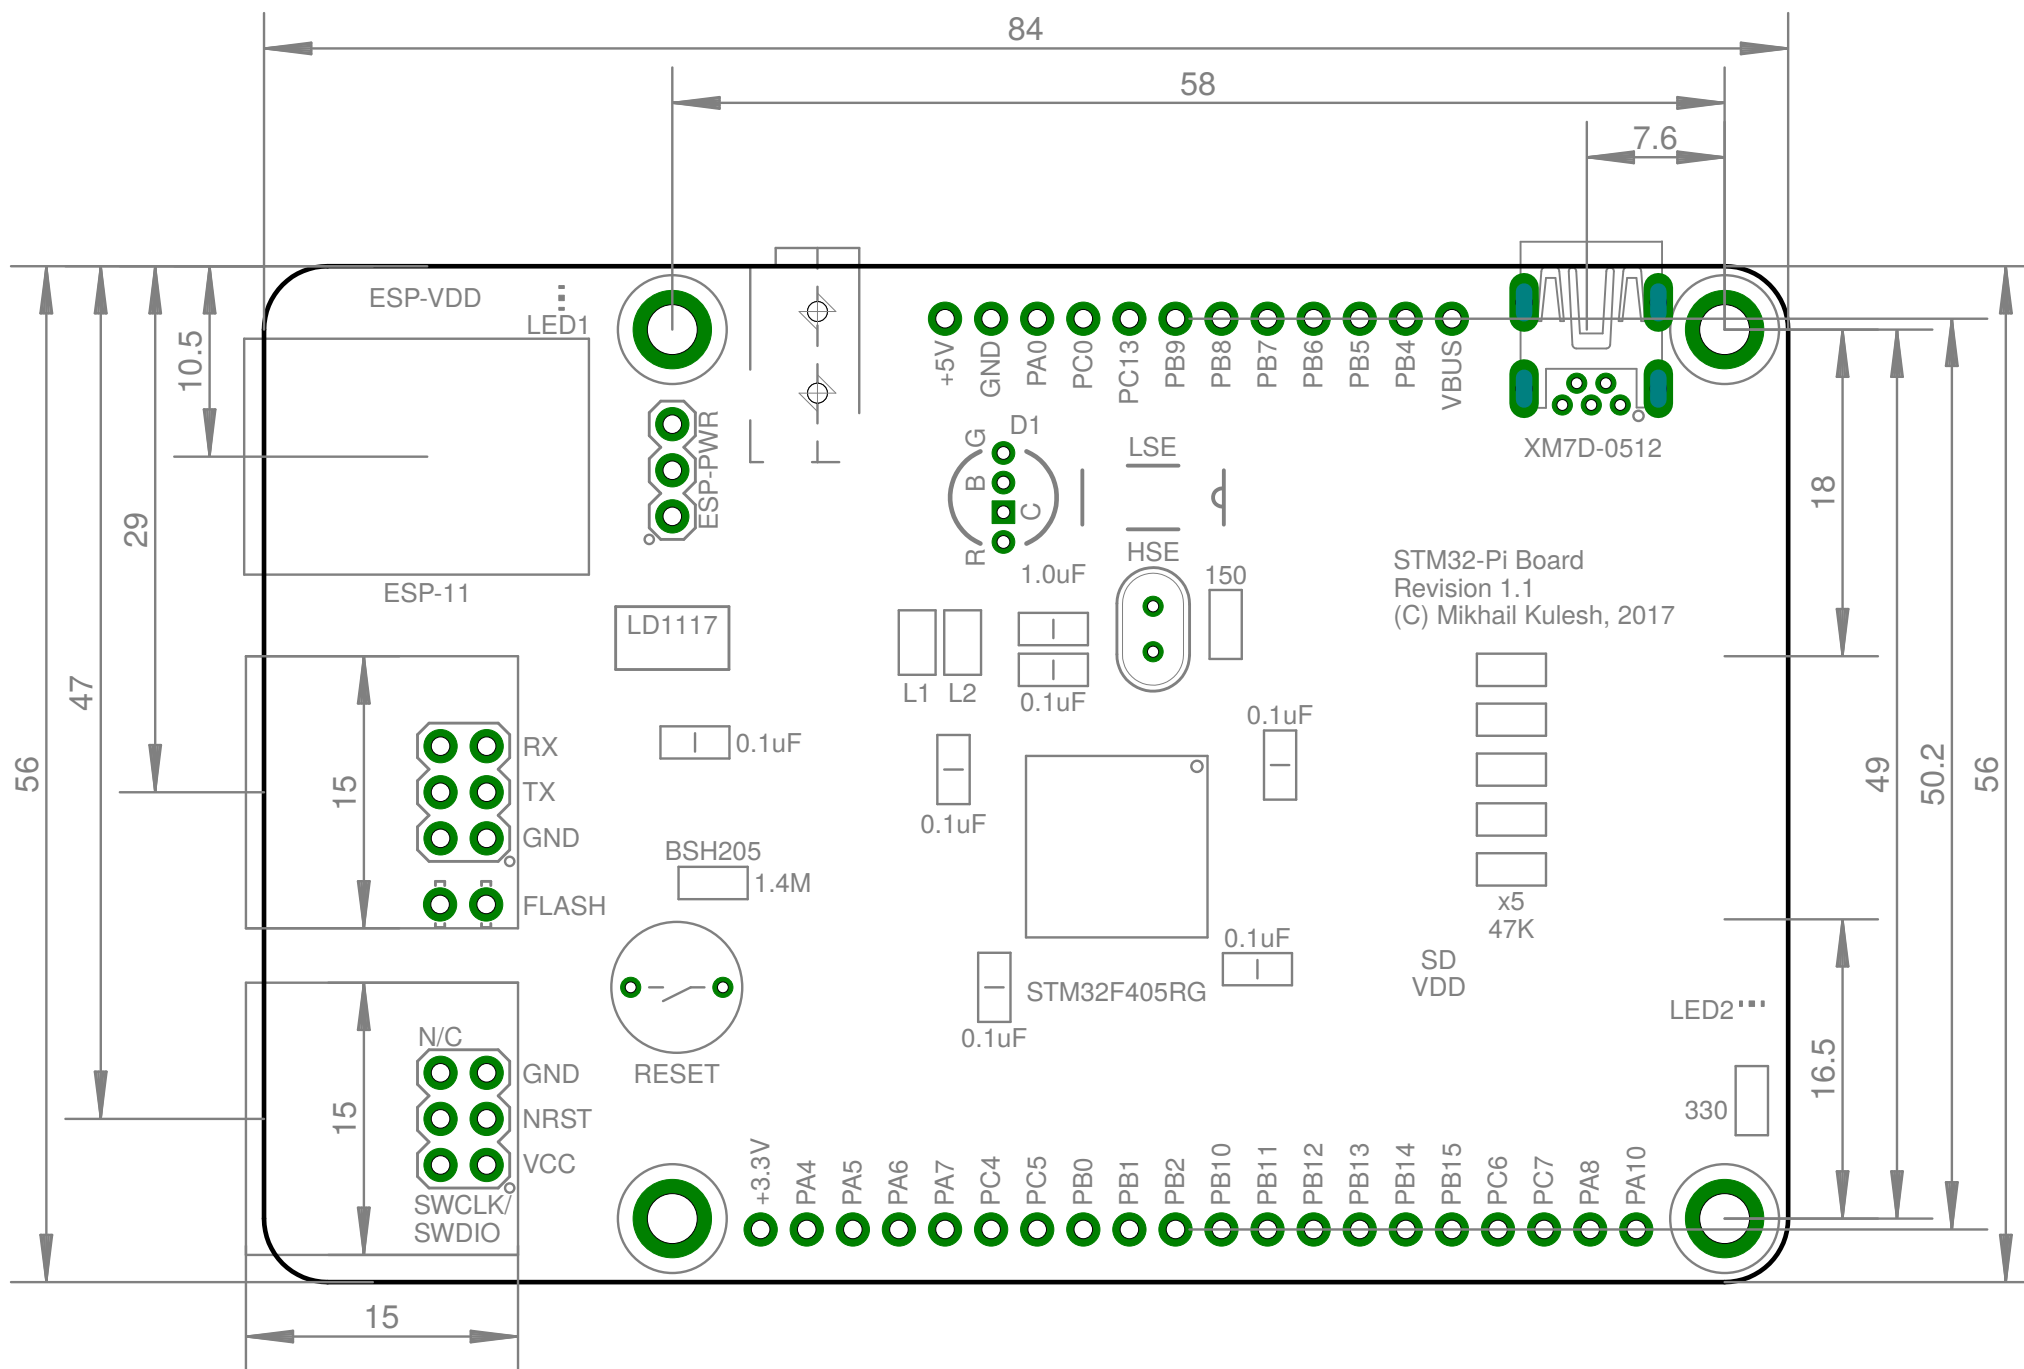 84
58
7.6
ESP-VDD
LED1
10.5
+5V
GND
PA0
PC0
PC13
PB9
PB8
PB7
PB6
PB5
PB4
VBUS
XM7D-0512
ESP-PWR
D1
G
B
C
R
LSE
HSE
29
18
ESP-11
1.0uF
150
STM32-Pi Board
Revision 1.1
(C) Mikhail Kulesh, 2017
LD1117
L1
L2
0.1uF
47
0.1uF
0.1uF
RX
56
15
TX
49
50.2
56
0.1uF
GND
BSH205
1.4M
FLASH
x5
47K
0.1uF
SD
VDD
STM32F405RG
LED2
0.1uF
N/C
GND
RESET
16.5
15
NRST
330
VCC
SWCLK/
SWDIO
+3.3V
PA4
PA5
PA6
PA7
PC4
PC5
PB0
PB1
PB2
PB10
PB11
PB12
PB13
PB14
PB15
PC6
PC7
PA8
PA10
15